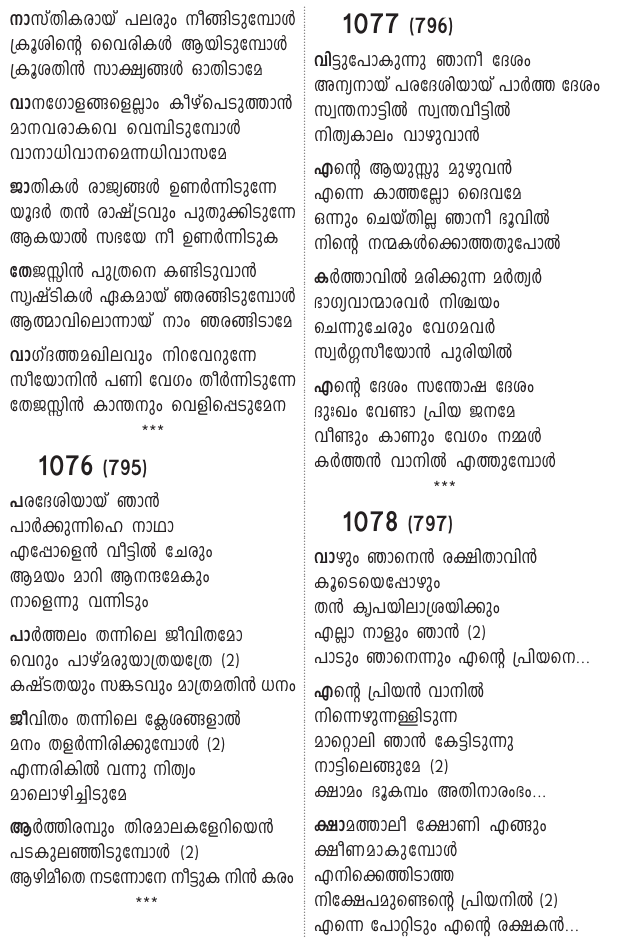 നാസ്തികരായ് പലരും നീങ്ങിടുമ്പോൾ
ക്രൂശിന്റെ വൈരികൾ ആയിടുമ്പോൾ
ക്രൂശതിൻ സാക്ഷ്യങ്ങൾ ഓതിടാമേ
വാനഗോളങ്ങളെല്ലാം കീഴ്പെടുത്താൻ
മാനവരാകവെ വെമ്പിടുമ്പോൾ
വാനാധിവാനമെന്നധിവാസമേ
ജാതികൾ രാജ്യങ്ങൾ ഉണർന്നിടുന്നേ
യൂദർ തൻ രാഷ്ട്രവും പുതുക്കിടുന്നേ
ആകയാൽ സഭയേ നീ ഉണർന്നിടുക
തേജസ്സിൻ പുത്രനെ കണ്ടിടുവാൻ
സൃഷ്ടികൾ ഏകമായ് ഞരങ്ങിടുമ്പോൾ
ആത്മാവിലൊന്നായ് നാം ഞരങ്ങിടാമേ
വാഗ്ദത്തമഖിലവും നിറവേറുന്നേ
സീയോനിൻ പണി വേഗം തീർന്നിടുന്നേ
തേജസ്സിൻ കാന്തനും വെളിപ്പെടുമേന
***
1076 (795)
പരദേശിയായ് ഞാൻ
പാർക്കുന്നിഹെ നാഥാ
എപ്പോളെൻ വീട്ടിൽ ചേരും
ആമയം മാറി ആനന്ദമേകും
നാളെന്നു വന്നിടും
പാർത്തലം തന്നിലെ ജീവിതമോ
വെറും പാഴ്മരുയാത്രയത്രേ (2)
കഷ്ടതയും സങ്കടവും മാത്രമതിൻ ധനം
ജീവിതം തന്നിലെ ക്ലേശങ്ങളാൽ
മനം തളർന്നിരിക്കുമ്പോൾ (2)
എന്നരികിൽ വന്നു നിത്യം
മാലൊഴിച്ചിടുമേ
ആർത്തിരമ്പും തിരമാലകളേറിയെൻ
പടകുലഞ്ഞിടുമ്പോൾ (2)
ആഴിമീതെ നടന്നോനേ നീട്ടുക നിൻ കരം
***
1077 (796)
വിട്ടുപോകുന്നു ഞാനീ ദേശം
അന്യനായ് പരദേശിയായ് പാർത്ത ദേശം
സ്വന്തനാട്ടിൽ സ്വന്തവീട്ടിൽ
നിത്യകാലം വാഴുവാൻ
എന്റെ ആയുസ്സു മുഴുവൻ
എന്നെ കാത്തല്ലോ ദൈവമേ
ഒന്നും ചെയ്തില്ല ഞാനീ ഭൂവിൽ
നിന്റെ നന്മകൾക്കൊത്തതുപോൽ
കർത്താവിൽ മരിക്കുന്ന മർത്യർ
ഭാഗ്യവാന്മാരവർ നിശ്ചയം
ചെന്നുചേരും വേഗമവർ
സ്വർഗ്ഗസീയോൻ പുരിയിൽ
എന്റെ ദേശം സന്തോഷ ദേശം
ദുഃഖം വേണ്ടാ പ്രിയ ജനമേ
വീണ്ടും കാണും വേഗം നമ്മൾ
കർത്തൻ വാനിൽ എത്തുമ്പോൾ
***
1078 (797)
വാഴും ഞാനെൻ രക്ഷിതാവിൻ
കൂടെയെപ്പോഴും
തൻ കൃപയിലാശ്രയിക്കും
എല്ലാ നാളും ഞാൻ (2)
പാടും ഞാനെന്നും എന്റെ പ്രിയനെ...
എന്റെ പ്രിയൻ വാനിൽ
നിന്നെഴുന്നള്ളിടുന്ന
മാറ്റൊലി ഞാൻ കേട്ടിടുന്നു
നാട്ടിലെങ്ങുമേ (2)
ക്ഷാമം ഭൂകമ്പം അതിനാരംഭം...
ക്ഷാമത്താലീ ക്ഷോണി എങ്ങും
ക്ഷീണമാകുമ്പോൾ
എനിക്കെത്തിടാത്ത
നിക്ഷേപമുണ്ടെന്റെ പ്രിയനിൽ (2)
എന്നെ പോറ്റിടും എന്റെ രക്ഷകൻ...